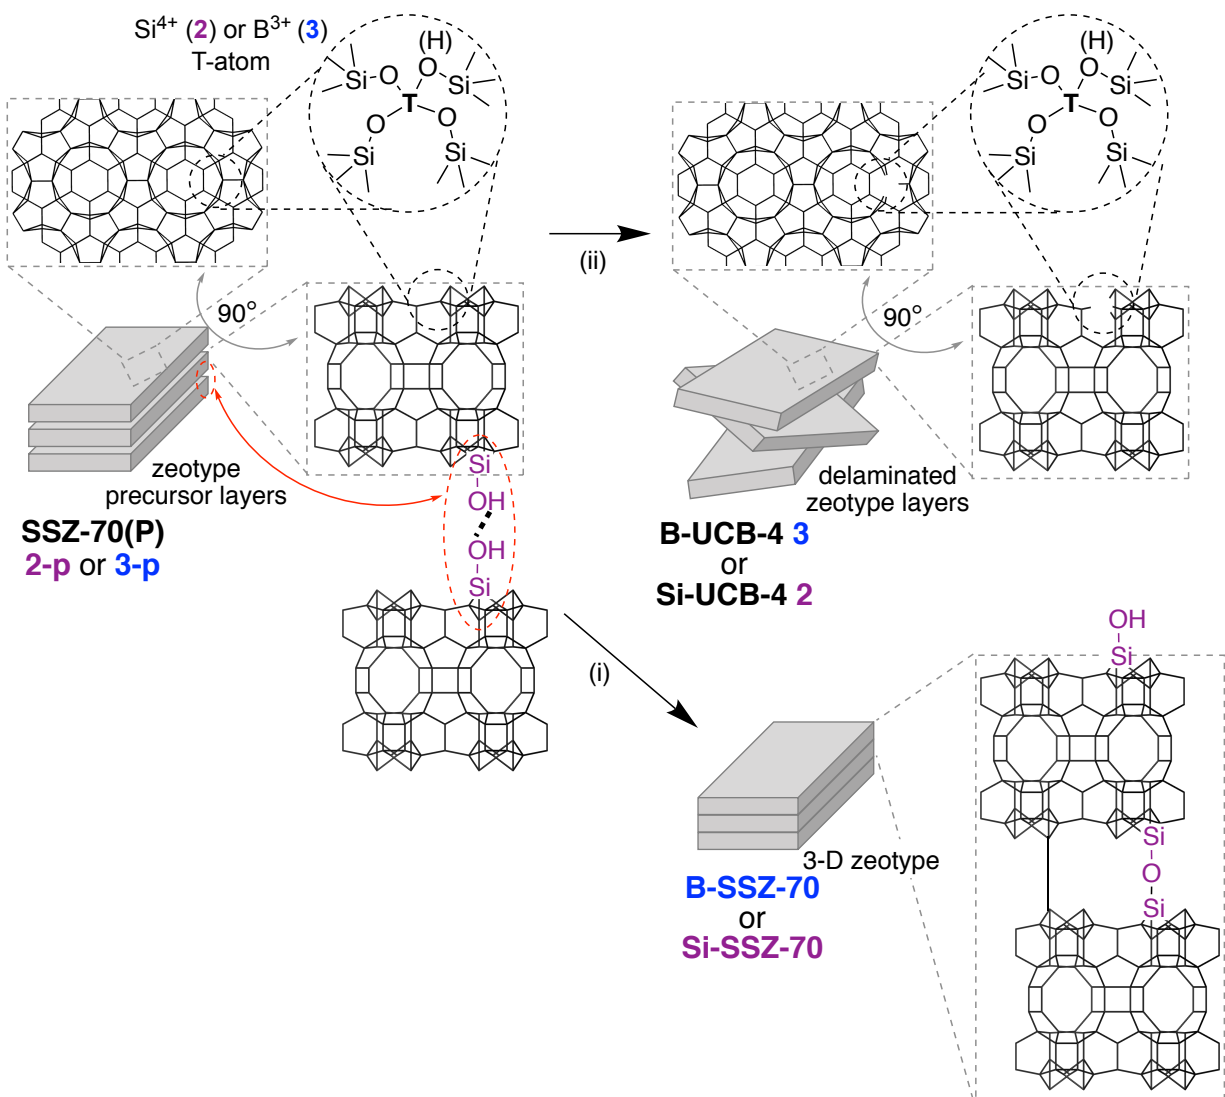 Si4+ (2) or B3+ (3)
T-atom
(H)
Si O O Si
T
O O
Si Si
(H)
Si O O Si
T
O O
Si Si
(ii)
90°
90°
zeotype
precursor layers
SSZ-70(P)
2-p or 3-p
Si
OH
OH
Si
delaminated
zeotype layers
B-UCB-4 3
or
Si-UCB-4 2
(i)
OH
Si
3-D zeotype
B-SSZ-70
or
Si-SSZ-70
Si
O
Si